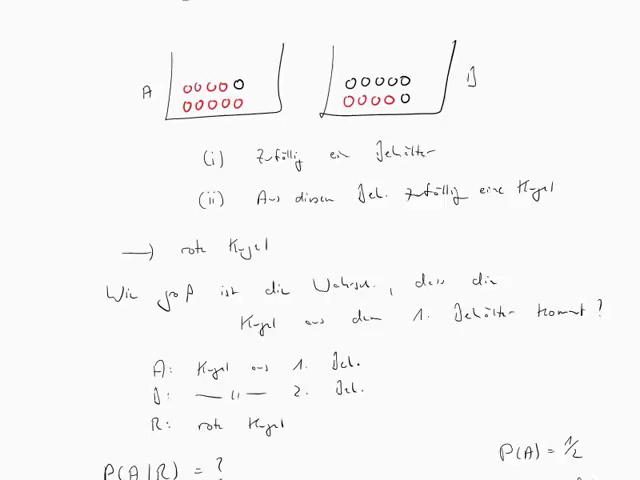 A B
(i) Zufällig ein Behälter
(ii) Aus diesem Beh. zufällig eine Kugel
→ rote Kugel
Wie groß ist die Wahrsch., dass die
Kugel aus dem 1. Behälter kommt?
A: Kugel aus 1. Beh.
B: — " — 2. Beh.
R: rote Kugel
P(A) = 1/2
P(A|R) = ?